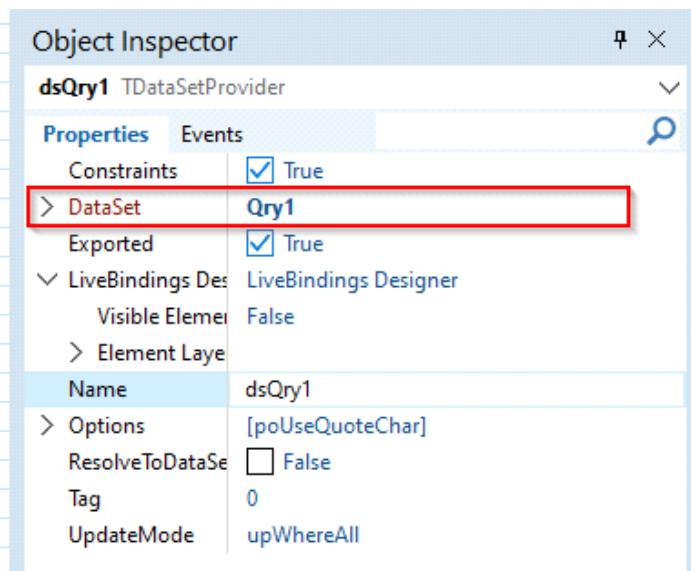 Object Inspector
dsQry1 TDataSetProvider
Properties Events
Constraints True
DataSet Qry1
Exported True
LiveBindings Des LiveBindings Designer
Visible Elemen False
Element Laye
Name dsQry1
Options [poUseQuoteChar]
ResolveToDataSe False
Tag 0
UpdateMode upWhereAll